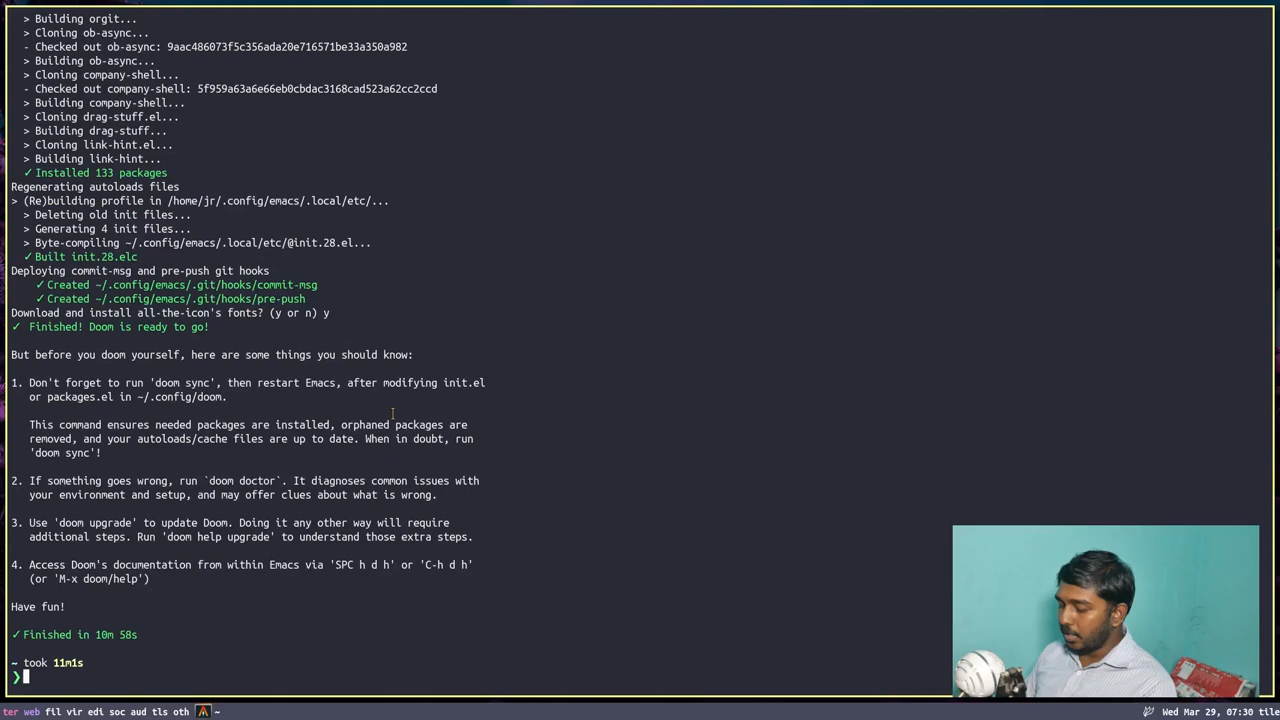 > Building orgit...
> Cloning ob-async...
- Checked out ob-async: 9aac486073f5c356ada20e716571be33a350a982
> Building ob-async...
> Cloning company-shell...
- Checked out company-shell: 5f959a63a6e66eb0cbdac3168cad523a62cc2ccd
> Building company-shell...
> Cloning drag-stuff.el...
> Building drag-stuff...
> Cloning link-hint.el...
> Building link-hint...
✓ Installed 133 packages
Regenerating autoloads files
> (Re)building profile in /home/jr/.config/emacs/.local/etc/...
> Deleting old init files...
> Generating 4 init files...
> Byte-compiling ~/.config/emacs/.local/etc/@init.28.el...
✓ Built init.28.elc
Deploying commit-msg and pre-push git hooks
✓ Created ~/.config/emacs/.git/hooks/commit-msg
✓ Created ~/.config/emacs/.git/hooks/pre-push
Download and install all-the-icon's fonts? (y or n) y
✓ Finished! Doom is ready to go!
But before you doom yourself, here are some things you should know:
1. Don't forget to run 'doom sync', then restart Emacs, after modifying init.el
or packages.el in ~/.config/doom.
This command ensures needed packages are installed, orphaned packages are
removed, and your autoloads/cache files are up to date. When in doubt, run
'doom sync'!
2. If something goes wrong, run `doom doctor`. It diagnoses common issues with
your environment and setup, and may offer clues about what is wrong.
3. Use 'doom upgrade' to update Doom. Doing it any other way will require
additional steps. Run 'doom help upgrade' to understand those extra steps.
4. Access Doom's documentation from within Emacs via 'SPC h d h' or 'C-h d h'
(or 'M-x doom/help')
Have fun!
✓ Finished in 10m 58s
~ took 11m1s
❯
ter web fil vir edi soc aud tls oth ~ Wed Mar 29, 07:30 tile